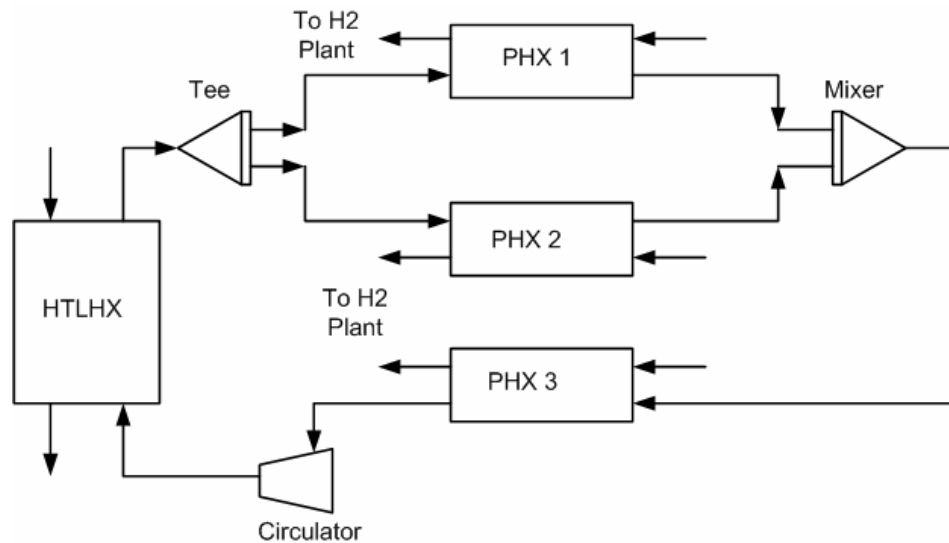 To H2
Plant
PHX 1
Tee
Mixer
PHX 2
HTLHX
To H2
Plant
PHX 3
Circulator